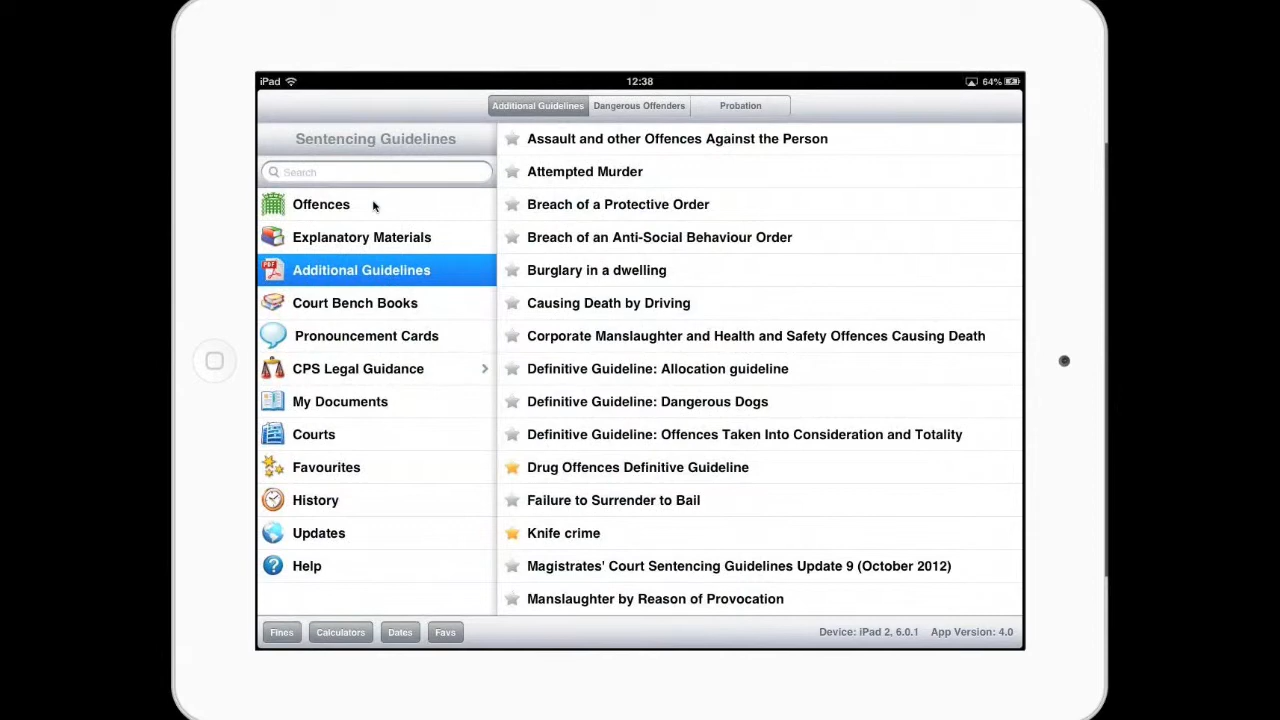 iPad
12:38
64%
Additional Guidelines
Dangerous Offenders
Probation
Sentencing Guidelines
Search
Offences
Explanatory Materials
Additional Guidelines
Court Bench Books
Pronouncement Cards
CPS Legal Guidance
My Documents
Courts
Favourites
History
Updates
Help
Assault and other Offences Against the Person
Attempted Murder
Breach of a Protective Order
Breach of an Anti-Social Behaviour Order
Burglary in a dwelling
Causing Death by Driving
Corporate Manslaughter and Health and Safety Offences Causing Death
Definitive Guideline: Allocation guideline
Definitive Guideline: Dangerous Dogs
Definitive Guideline: Offences Taken Into Consideration and Totality
Drug Offences Definitive Guideline
Failure to Surrender to Bail
Knife crime
Magistrates' Court Sentencing Guidelines Update 9 (October 2012)
Manslaughter by Reason of Provocation
Fines
Calculators
Dates
Favs
Device: iPad 2, 6.0.1
App Version: 4.0